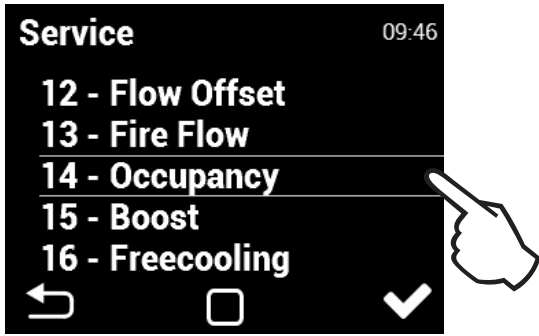 Service 09:46
12 - Flow Offset
13 - Fire Flow
14 - Occupancy
15 - Boost
16 - Freecooling